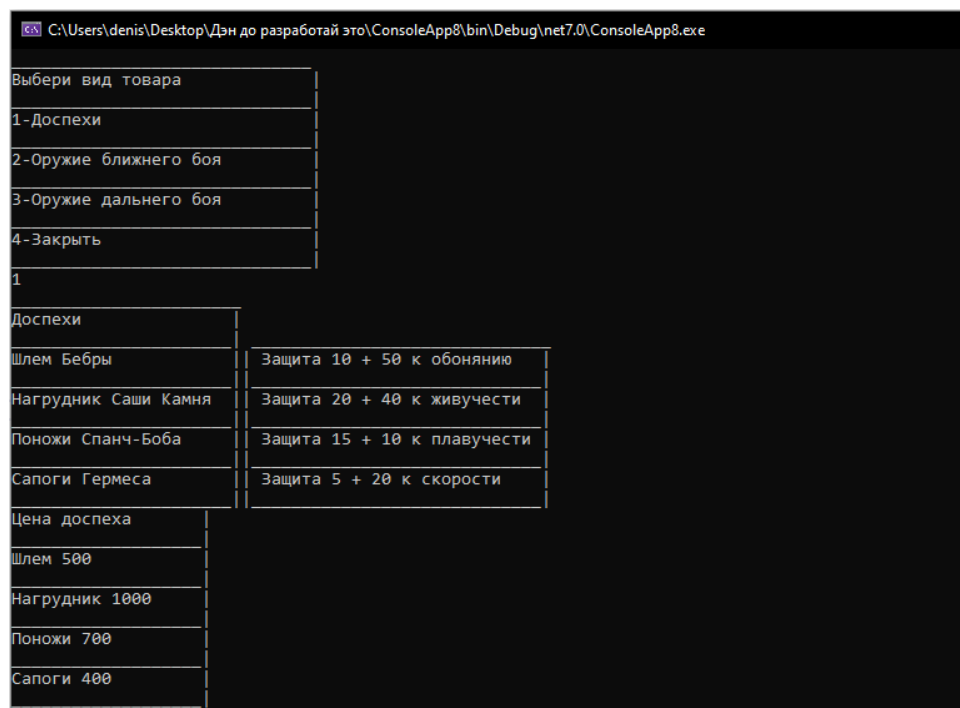 C:\Users\denis\Desktop\Дэн до разработай это\ConsoleApp8\bin\Debug\net7.0\ConsoleApp8.exe
Выбери вид товара
1-Доспехи
2-Оружие ближнего боя
3-Оружие дальнего боя
4-Закрыть
1
Доспехи
Шлем Бебры || Защита 10 + 50 к обонянию |
Нагрудник Саши Камня || Защита 20 + 40 к живучести |
Поножи Спанч-Боба || Защита 15 + 10 к плавучести |
Сапоги Гермеса || Защита 5 + 20 к скорости |
Цена доспеха
Шлем 500
Нагрудник 1000
Поножи 700
Сапоги 400